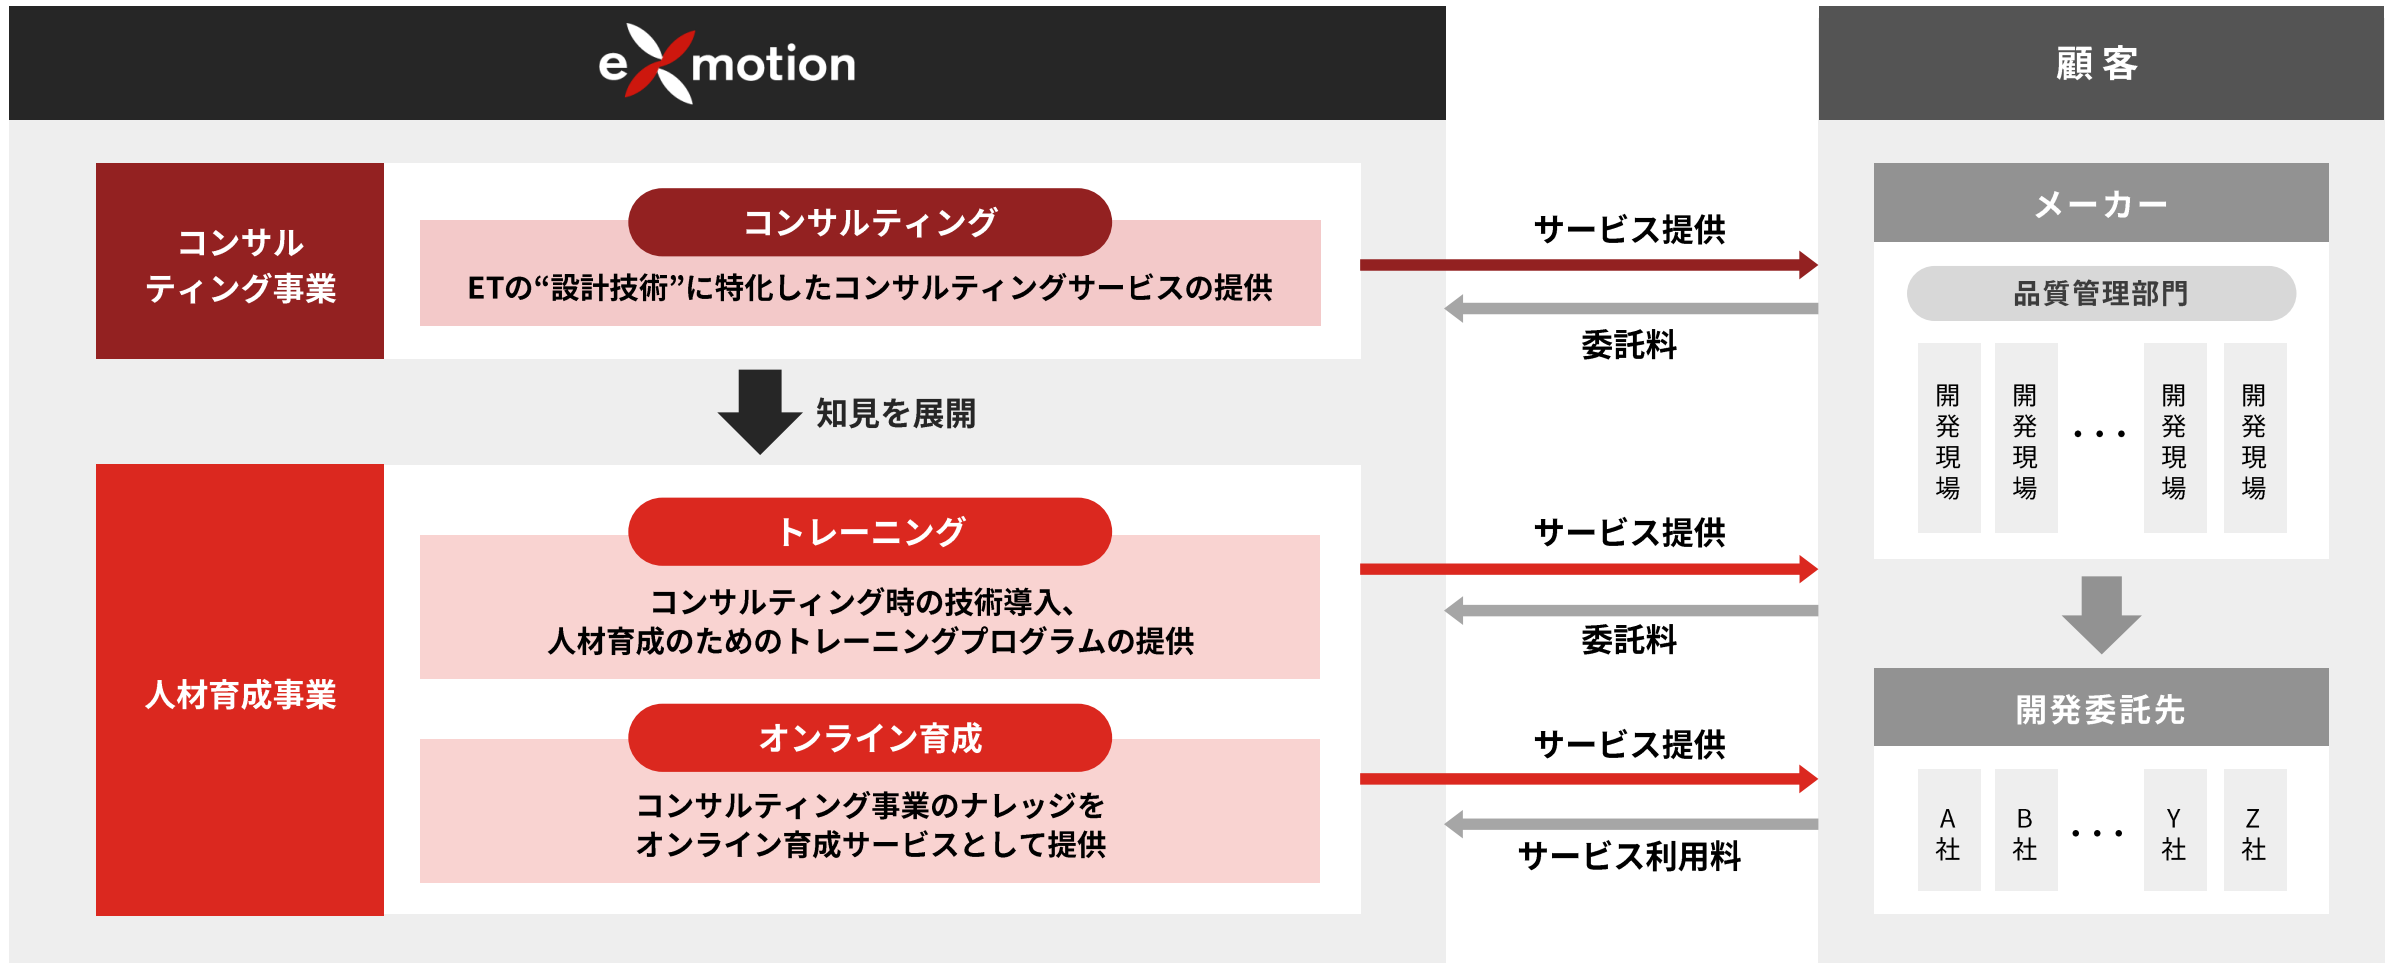 eXmotion
コンサル
ティング事業
コンサルティング
ETの“設計技術”に特化したコンサルティングサービスの提供
知見を展開
人材育成事業
トレーニング
コンサルティング時の技術導入、
人材育成のためのトレーニングプログラムの提供
オンライン育成
コンサルティング事業のナレッジを
オンライン育成サービスとして提供
サービス提供
委託料
サービス提供
委託料
サービス提供
サービス利用料
顧客
メーカー
品質管理部門
開発現場
開発現場
・・・
開発現場
開発現場
開発委託先
A社
B社
・・・
Y社
Z社